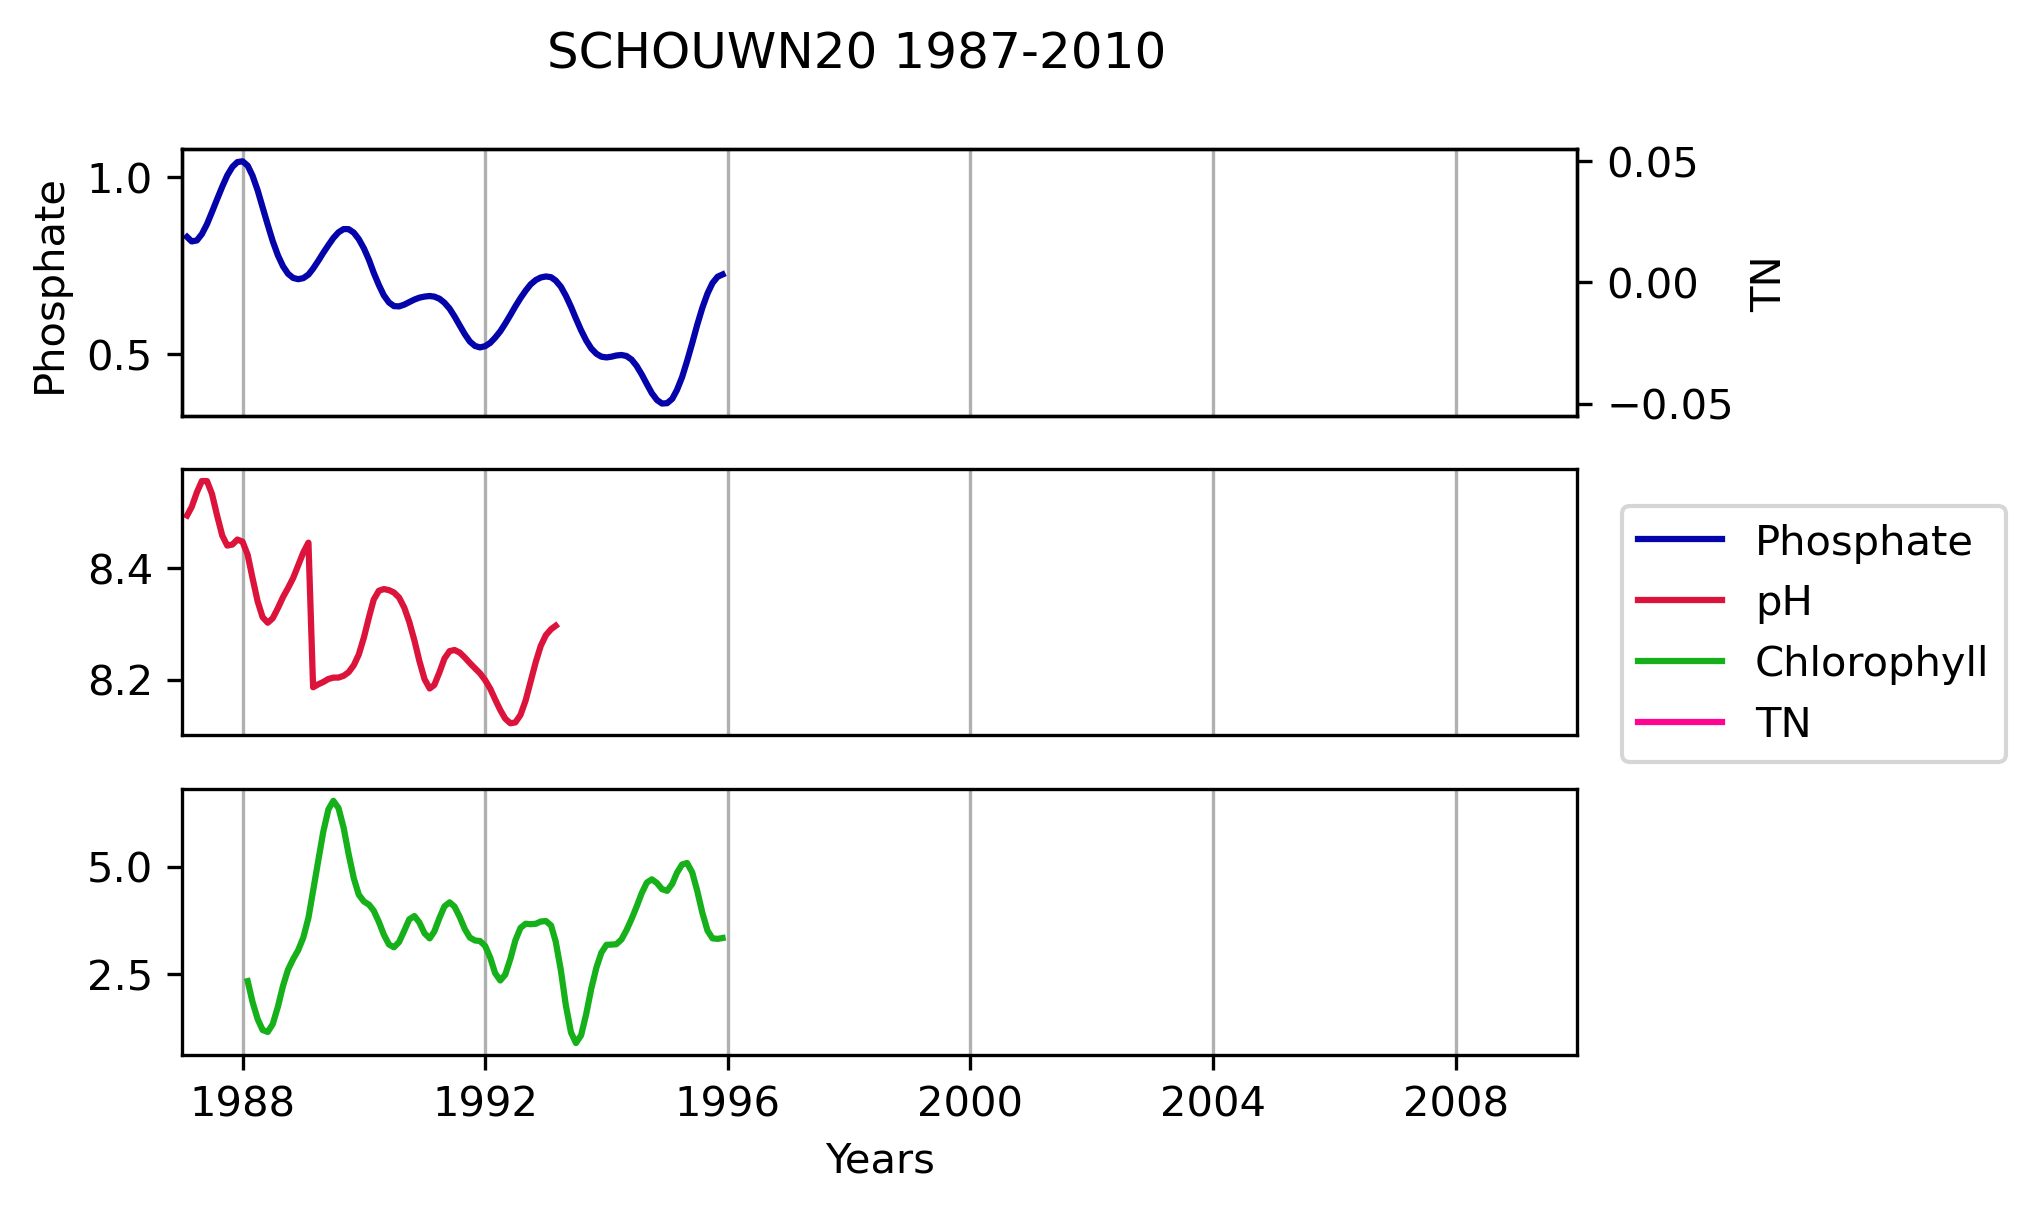 SCHOUWN20 1987-2010
Phosphate
1.0
0.5
0.05
0.00
−0.05
TN
8.4
8.2
Phosphate
pH
Chlorophyll
TN
5.0
2.5
1988 1992 1996 2000 2004 2008
Years